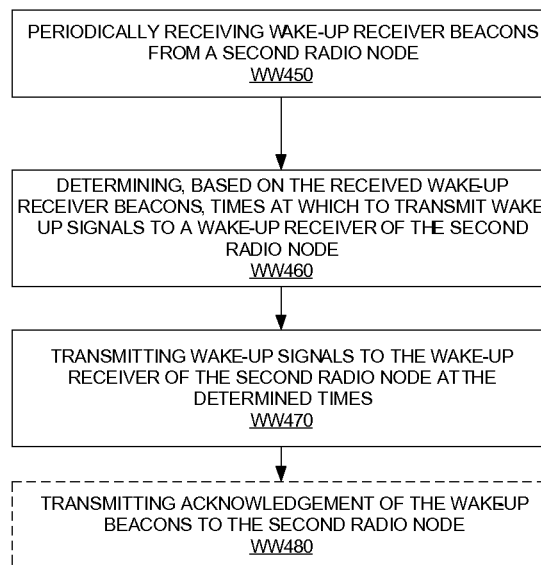 PERIODICALLY RECEIVING WAKE-UP RECEIVER BEACONS
FROM A SECOND RADIO NODE
WW450
DETERMINING, BASED ON THE RECEIVED WAKE-UP
RECEIVER BEACONS, TIMES AT WHICH TO TRANSMIT WAKE-
UP SIGNALS TO A WAKE-UP RECEIVER OF THE SECOND
RADIO NODE
WW460
TRANSMITTING WAKE-UP SIGNALS TO THE WAKE-UP
RECEIVER OF THE SECOND RADIO NODE AT THE
DETERMINED TIMES
WW470
TRANSMITTING ACKNOWLEDGEMENT OF THE WAKE-UP
BEACONS TO THE SECOND RADIO NODE
WW480